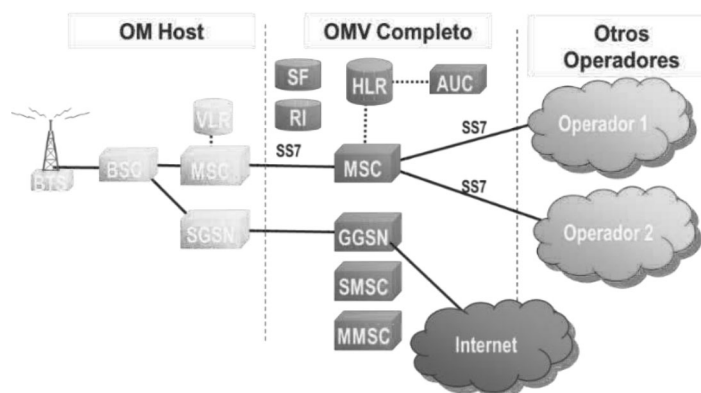 OM Host
OMV Completo
Otros
Operadores
SF
RI
HLR
AUC
VLR
BTS
BSC
MSC
SS7
MSC
SS7
SS7
Operador 1
Operador 2
SGSN
GGSN
SMSC
MMSC
Internet